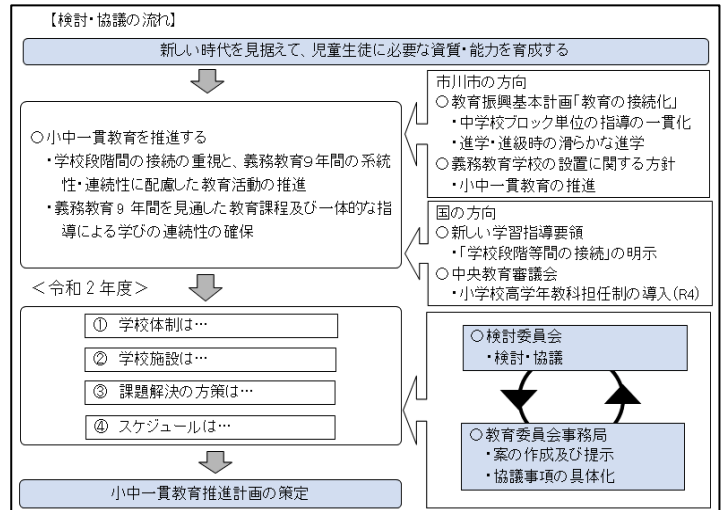 【検討・協議の流れ】
新しい時代を見据えて、児童生徒に必要な資質・能力を育成する
○小中一貫教育を推進する
・学校段階間の接続の重視と、義務教育9年間の系統
性・連続性に配慮した教育活動の推進
・義務教育9年間を見通した教育課程及び一体的な指
導による学びの連続性の確保
市川市の方向
○教育振興基本計画「教育の接続化」
・中学校ブロック単位の指導の一貫化
・進学・進級時の滑らかな進学
○義務教育学校の設置に関する方針
・小中一貫教育の推進
国の方向
○新しい学習指導要領
・「学校段階等間の接続」の明示
○中央教育審議会
・小学校高学年教科担任制の導入(R4)
<令和2年度>
① 学校体制は…
② 学校施設は…
③ 課題解決の方策は…
④ スケジュールは…
○検討委員会
・検討・協議
○教育委員会事務局
・案の作成及び提示
・協議事項の具体化
小中一貫教育推進計画の策定